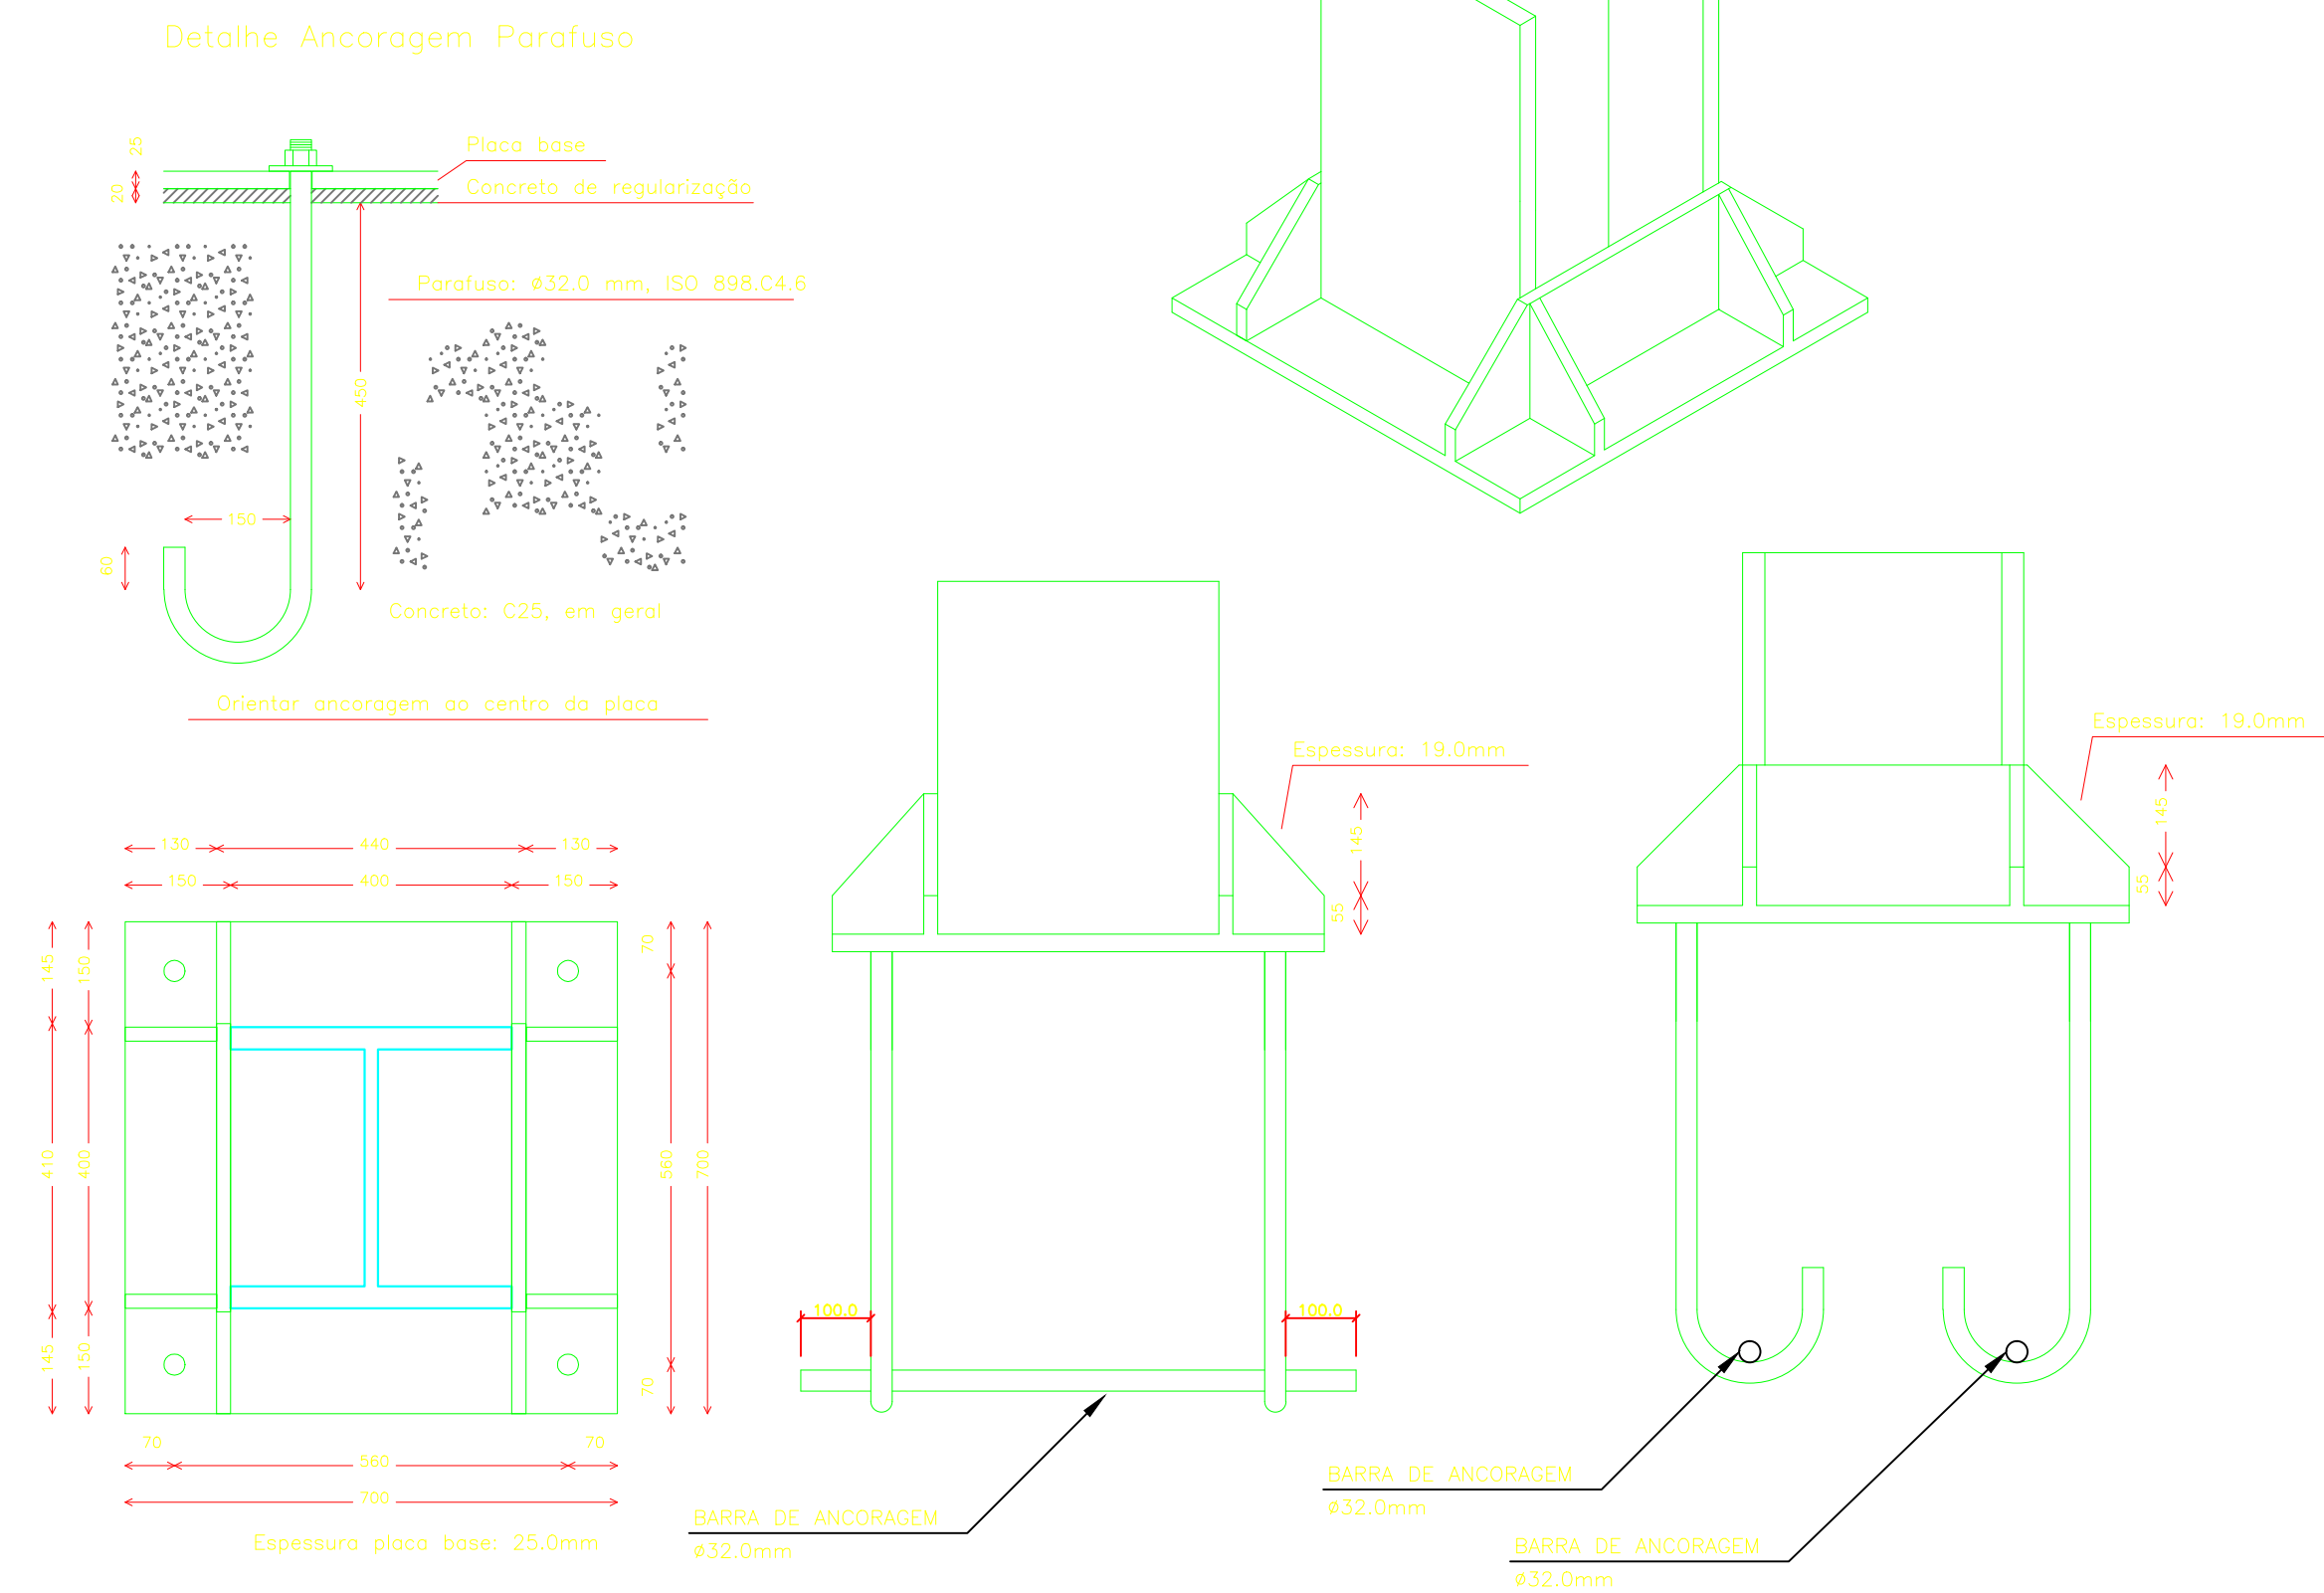 Detalhe Ancoragem Parafuso
25
20
Placa base
Concreto de regularização
Parafuso: ø32.0 mm, ISO 898.C4.6
450
150
60
Concreto: C25, em geral
Orientar ancoragem ao centro da placa
130
440
130
150
400
150
145
150
70
410
400
560
700
145
150
70
70
560
70
700
Espessura placa base: 25.0mm
Espessura: 19.0mm
145
55
100.0
100.0
BARRA DE ANCORAGEM
ø32.0mm
Espessura: 19.0mm
145
55
BARRA DE ANCORAGEM
ø32.0mm
BARRA DE ANCORAGEM
ø32.0mm